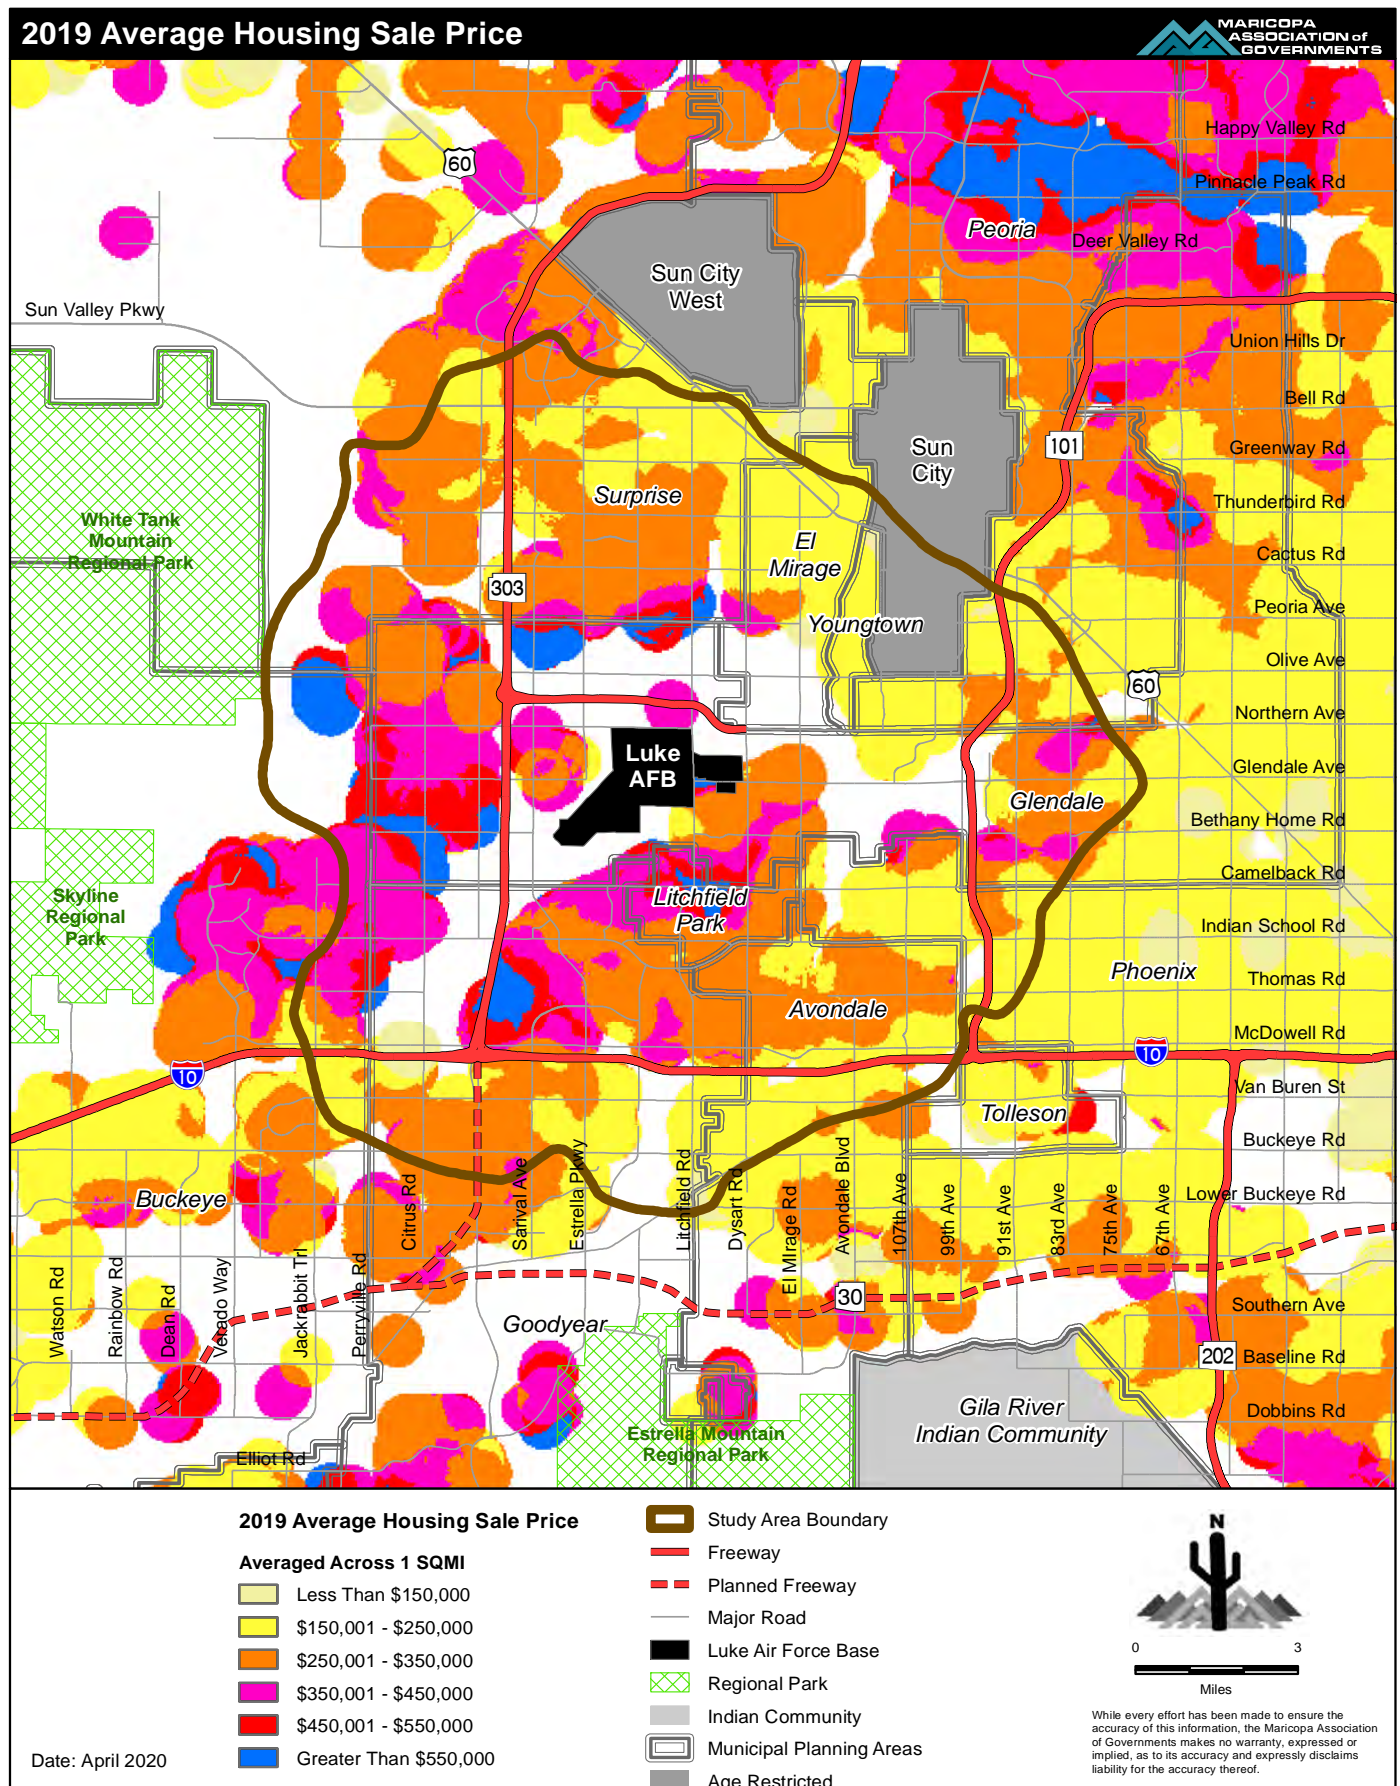 2019 Average Housing Sale Price
MARICOPA
ASSOCIATION of
GOVERNMENTS
Happy Valley Rd
60
Pinnacle Peak Rd
Peoria
Deer Valley Rd
Sun City
West
Sun Valley Pkwy
Union Hills Dr
Bell Rd
Sun
City
101
Greenway Rd
Surprise
Thunderbird Rd
White Tank
Mountain
Regional Park
El
Mirage
Cactus Rd
303
Peoria Ave
Youngtown
Olive Ave
60
Northern Ave
Luke
AFB
Glendale Ave
Glendale
Bethany Home Rd
Camelback Rd
Skyline
Regional
Park
Litchfield
Park
Indian School Rd
Phoenix
Thomas Rd
Avondale
McDowell Rd
10
10
Van Buren St
Tolleson
Buckeye Rd
Buckeye
Lower Buckeye Rd
Watson Rd
Rainbow Rd
Dean Rd
Verado Way
Jackrabbit Trl
Perryville Rd
Citrus Rd
Sarival Ave
Estrella Pkwy
Litchfield Rd
Dysart Rd
El MIrage Rd
Avondale Blvd
107th Ave
99th Ave
91st Ave
83rd Ave
75th Ave
67th Ave
30
Southern Ave
Goodyear
202
Baseline Rd
Gila River
Indian Community
Dobbins Rd
Estrella Mountain
Regional Park
Elliot Rd
2019 Average Housing Sale Price
Averaged Across 1 SQMI
Less Than $150,000
$150,001 - $250,000
$250,001 - $350,000
$350,001 - $450,000
$450,001 - $550,000
Greater Than $550,000
Date: April 2020
Study Area Boundary
Freeway
Planned Freeway
Major Road
Luke Air Force Base
Regional Park
Indian Community
Municipal Planning Areas
Age Restricted
N
0 3
Miles
While every effort has been made to ensure the
accuracy of this information, the Maricopa Association
of Governments makes no warranty, expressed or
implied, as to its accuracy and expressly disclaims
liability for the accuracy thereof.